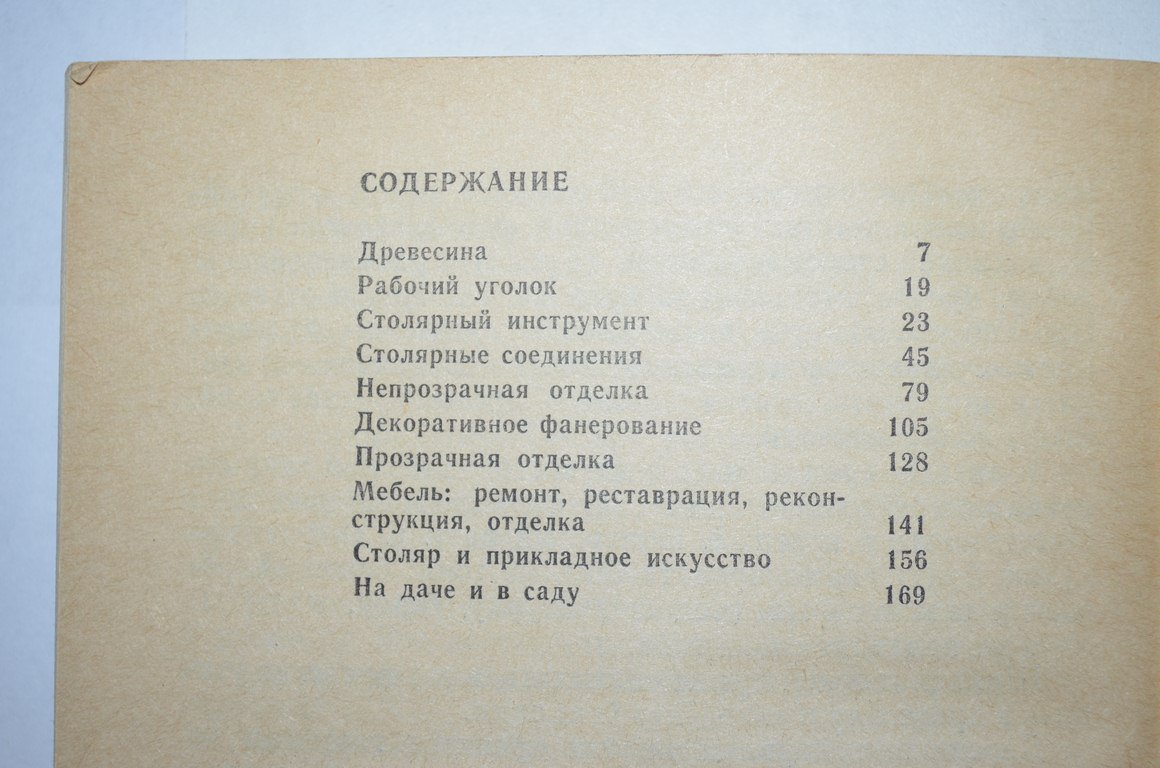 СОДЕРЖАНИЕ
Древесина 7
Рабочий уголок 19
Столярный инструмент 23
Столярные соединения 45
Непрозрачная отделка 79
Декоративное фанерование 105
Прозрачная отделка 128
Мебель: ремонт, реставрация, рекон-
струкция, отделка 141
Столяр и прикладное искусство 156
На даче и в саду 169